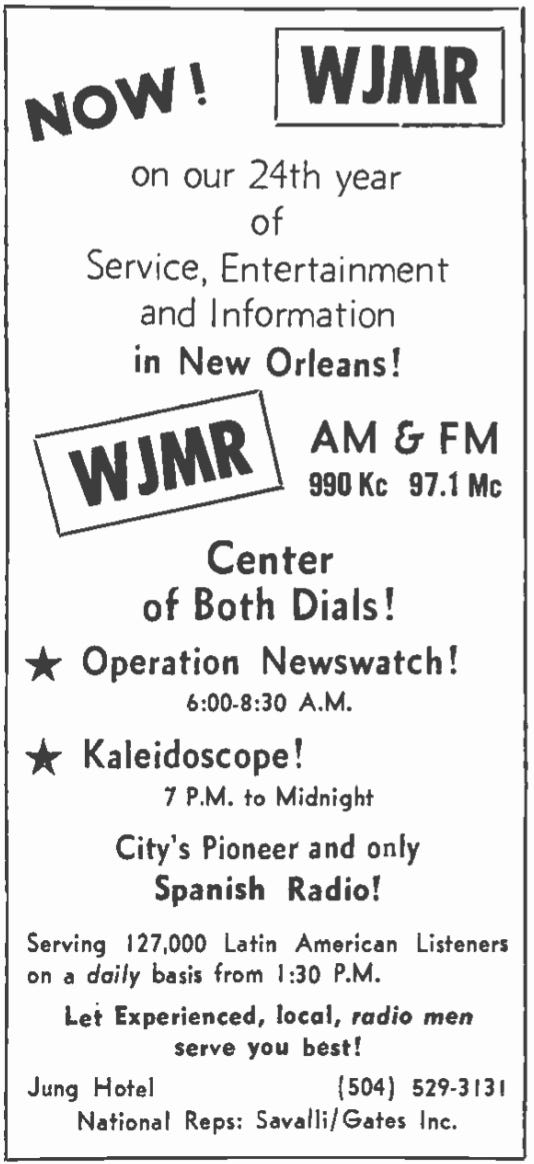 NOW!
WJMR
on our 24th year
of
Service, Entertainment
and Information
in New Orleans!
WJMR
AM & FM
990 Kc 97.1 Mc
Center
of Both Dials!
★ Operation Newswatch!
6:00-8:30 A.M.
★ Kaleidoscope!
7 P.M. to Midnight
City's Pioneer and only
Spanish Radio!
Serving 127,000 Latin American Listeners
on a daily basis from 1:30 P.M.
Let Experienced, local, radio men
serve you best!
Jung Hotel (504) 529-3131
National Reps: Savalli/Gates Inc.